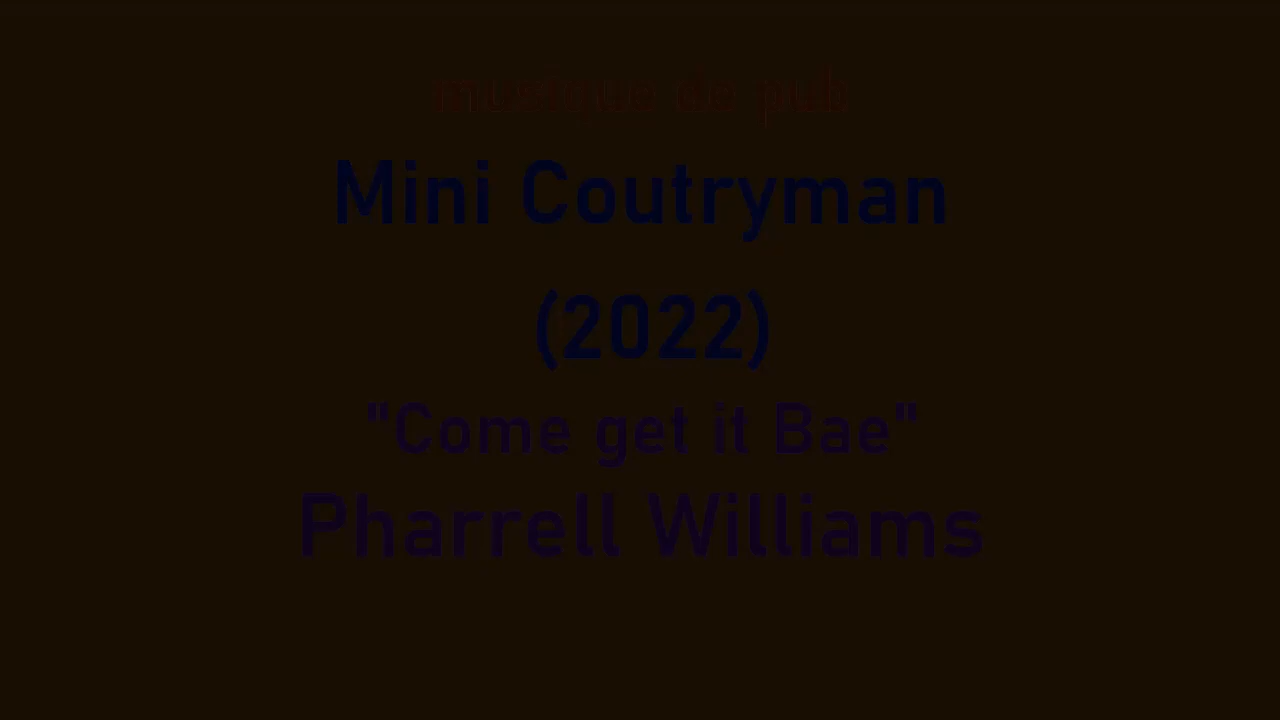 musique de pub
Mini Coutryman
(2022)
"Come get it Bae"
Pharrell Williams